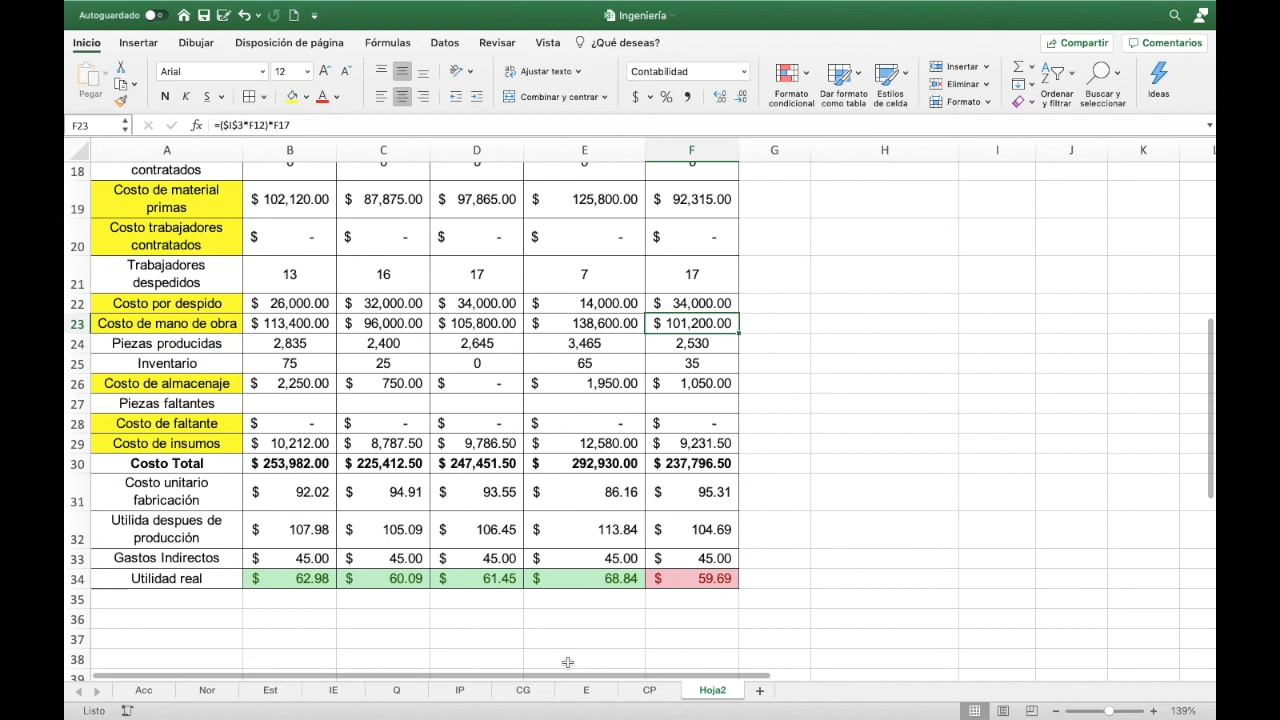 Autoguardado
Ingeniería
Inicio Insertar Dibujar Disposición de página Fórmulas Datos Revisar Vista ¿Qué deseas? Compartir Comentarios
Pegar
Arial 12
N K S
Ajustar texto
Combinar y centrar
Contabilidad
$ % 9
Formato condicional
Dar formato como tabla
Estilos de celda
Insertar
Eliminar
Formato
Ordenar y filtrar
Buscar y seleccionar
Ideas
F23 fx =($I$3*F12)*F17
A B C D E F G H I J K L
18 contratados 0 0 0 0 0
19 Costo de material primas $ 102,120.00 $ 87,875.00 $ 97,865.00 $ 125,800.00 $ 92,315.00
20 Costo trabajadores contratados $ - $ - $ - $ - $ -
21 Trabajadores despedidos 13 16 17 7 17
22 Costo por despido $ 26,000.00 $ 32,000.00 $ 34,000.00 $ 14,000.00 $ 34,000.00
23 Costo de mano de obra $ 113,400.00 $ 96,000.00 $ 105,800.00 $ 138,600.00 $ 101,200.00
24 Piezas producidas 2,835 2,400 2,645 3,465 2,530
25 Inventario 75 25 0 65 35
26 Costo de almacenaje $ 2,250.00 $ 750.00 $ - $ 1,950.00 $ 1,050.00
27 Piezas faltantes
28 Costo de faltante $ - $ - $ - $ - $ -
29 Costo de insumos $ 10,212.00 $ 8,787.50 $ 9,786.50 $ 12,580.00 $ 9,231.50
30 Costo Total $ 253,982.00 $ 225,412.50 $ 247,451.50 $ 292,930.00 $ 237,796.50
31 Costo unitario fabricación $ 92.02 $ 94.91 $ 93.55 $ 86.16 $ 95.31
32 Utilida despues de producción $ 107.98 $ 105.09 $ 106.45 $ 113.84 $ 104.69
33 Gastos Indirectos $ 45.00 $ 45.00 $ 45.00 $ 45.00 $ 45.00
34 Utilidad real $ 62.98 $ 60.09 $ 61.45 $ 68.84 $ 59.69
35
36
37
38
39
Acc Nor Est IE Q IP CG E CP Hoja2 +
Listo 139%